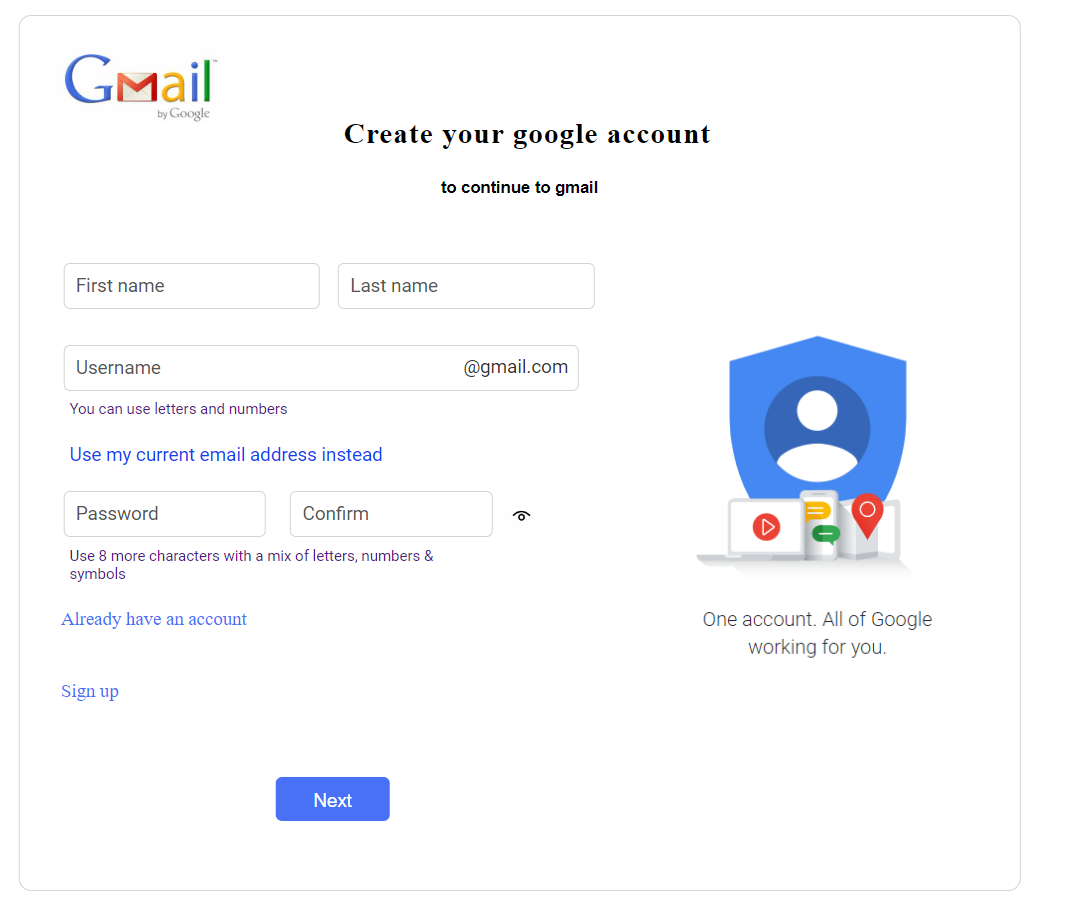 Gmail™
by Google
Create your google account
to continue to gmail
First name
Last name
Username
@gmail.com
You can use letters and numbers
Use my current email address instead
Password
Confirm
Use 8 more characters with a mix of letters, numbers &
symbols
Already have an account
One account. All of Google
working for you.
Sign up
Next